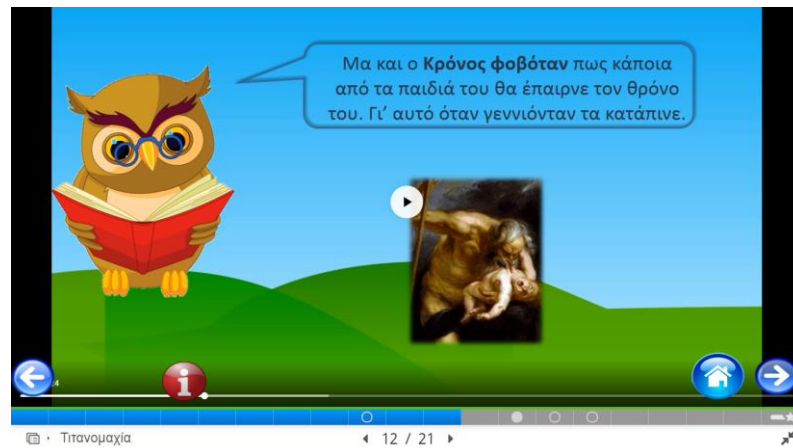 Μα και ο Κρόνος φοβόταν πως κάποια
από τα παιδιά του θα έπαιρνε τον θρόνο
του. Γι’ αυτό όταν γεννιόνταν τα κατάπινε.
i
Τιτανομαχία
12 / 21